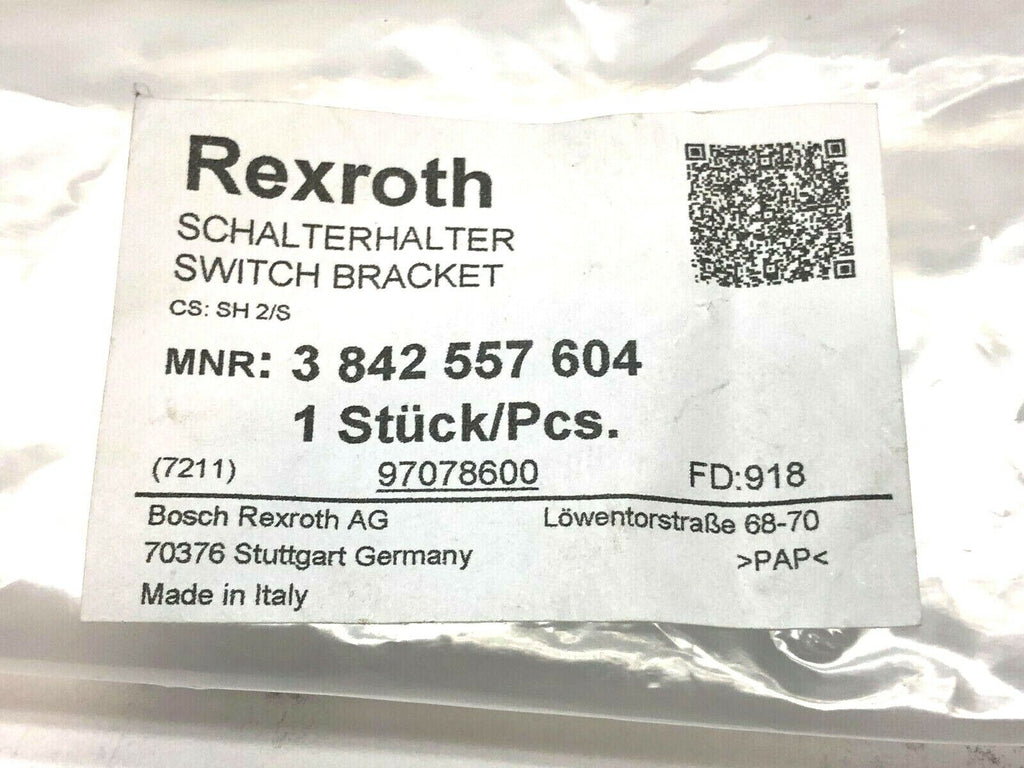 Rexroth
SCHALTERHALTER
SWITCH BRACKET
CS: SH 2/S
MNR: 3 842 557 604
1 Stück/Pcs.
(7211) 97078600 FD:918
Bosch Rexroth AG Löwentorstraße 68-70
70376 Stuttgart Germany >PAP<
Made in Italy